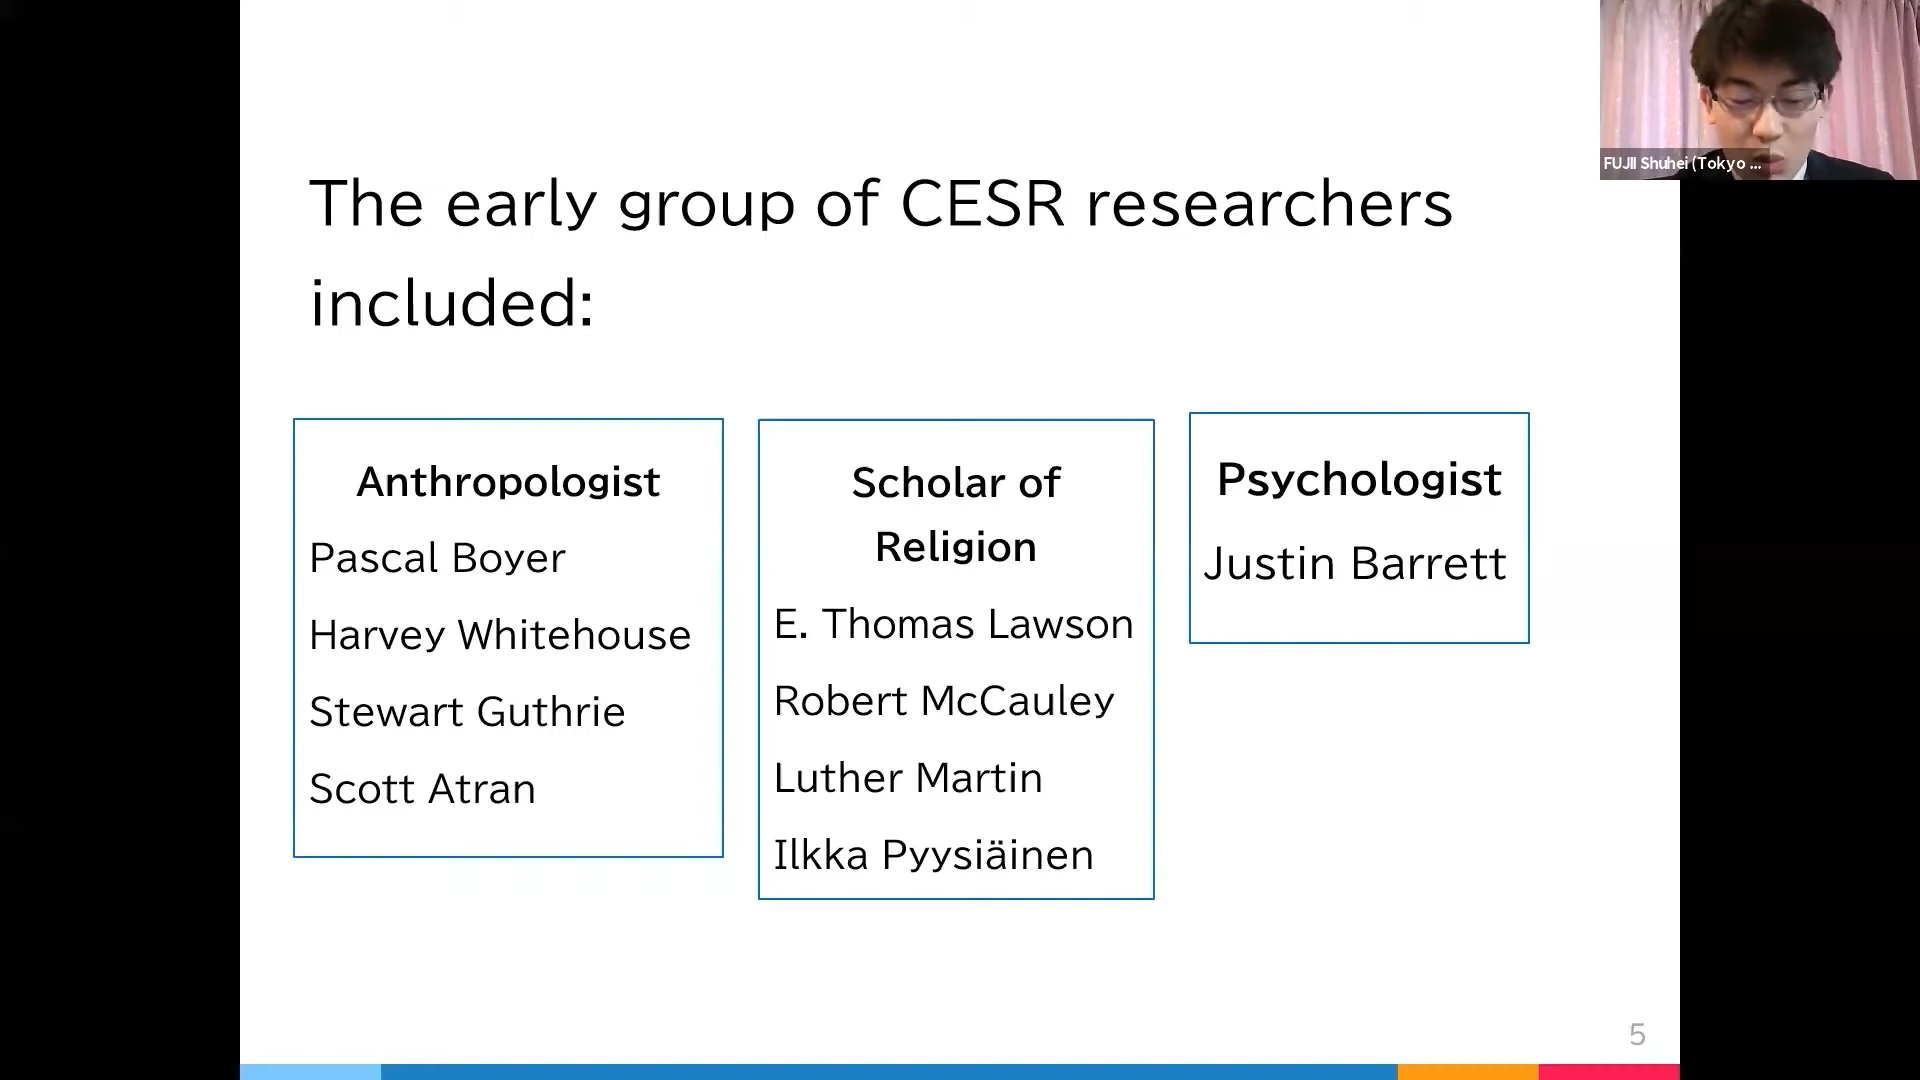 The early group of CESR researchers
included:
Anthropologist
Pascal Boyer
Harvey Whitehouse
Stewart Guthrie
Scott Atran
Scholar of
Religion
E. Thomas Lawson
Robert McCauley
Luther Martin
Ilkka Pyysiäinen
Psychologist
Justin Barrett
FUJII Shuhei (Tokyo ...
5